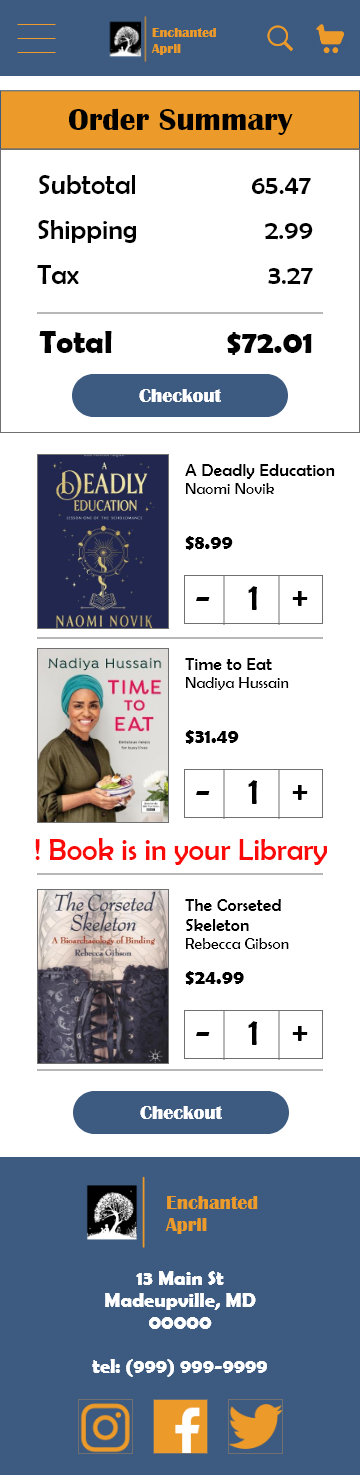 Enchanted
April
Order Summary
Subtotal 65.47
Shipping 2.99
Tax 3.27
Total $72.01
Checkout
A
DEADLY
EDUCATION
LESSON ONE OF THE SCHOLOMANCE
NAOMI NOVIK
A Deadly Education
Naomi Novik
$8.99
- 1 +
Nadiya Hussain
TIME
TO
EAT
Time to Eat
Nadiya Hussain
$31.49
- 1 +
! Book is in your Library
The Corseted
Skeleton
A Bioarchaeology of Binding
Rebecca Gibson
The Corseted
Skeleton
Rebecca Gibson
$24.99
- 1 +
Checkout
Enchanted
April
13 Main St
Madeupville, MD
00000
tel: (999) 999-9999